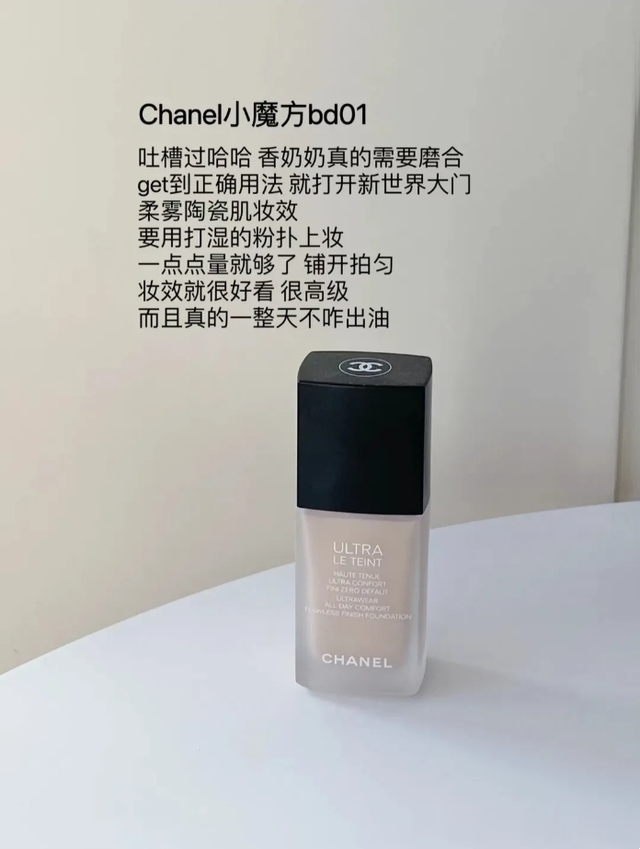 Chanel小魔方bd01
吐槽过哈哈 香奶奶真的需要磨合
get到正确用法 就打开新世界大门
柔雾陶瓷肌妆效
要用打湿的粉扑上妆
一点点量就够了 铺开拍匀
妆效就很好看 很高级
而且真的一整天不咋出油
ULTRA
LE TEINT
HAUTE TENUE
ULTRA CONFORT
FINI ZÉRO DÉFAUT
ULTRAWEAR
ALL-DAY COMFORT
FLAWLESS FINISH FOUNDATION
CHANEL